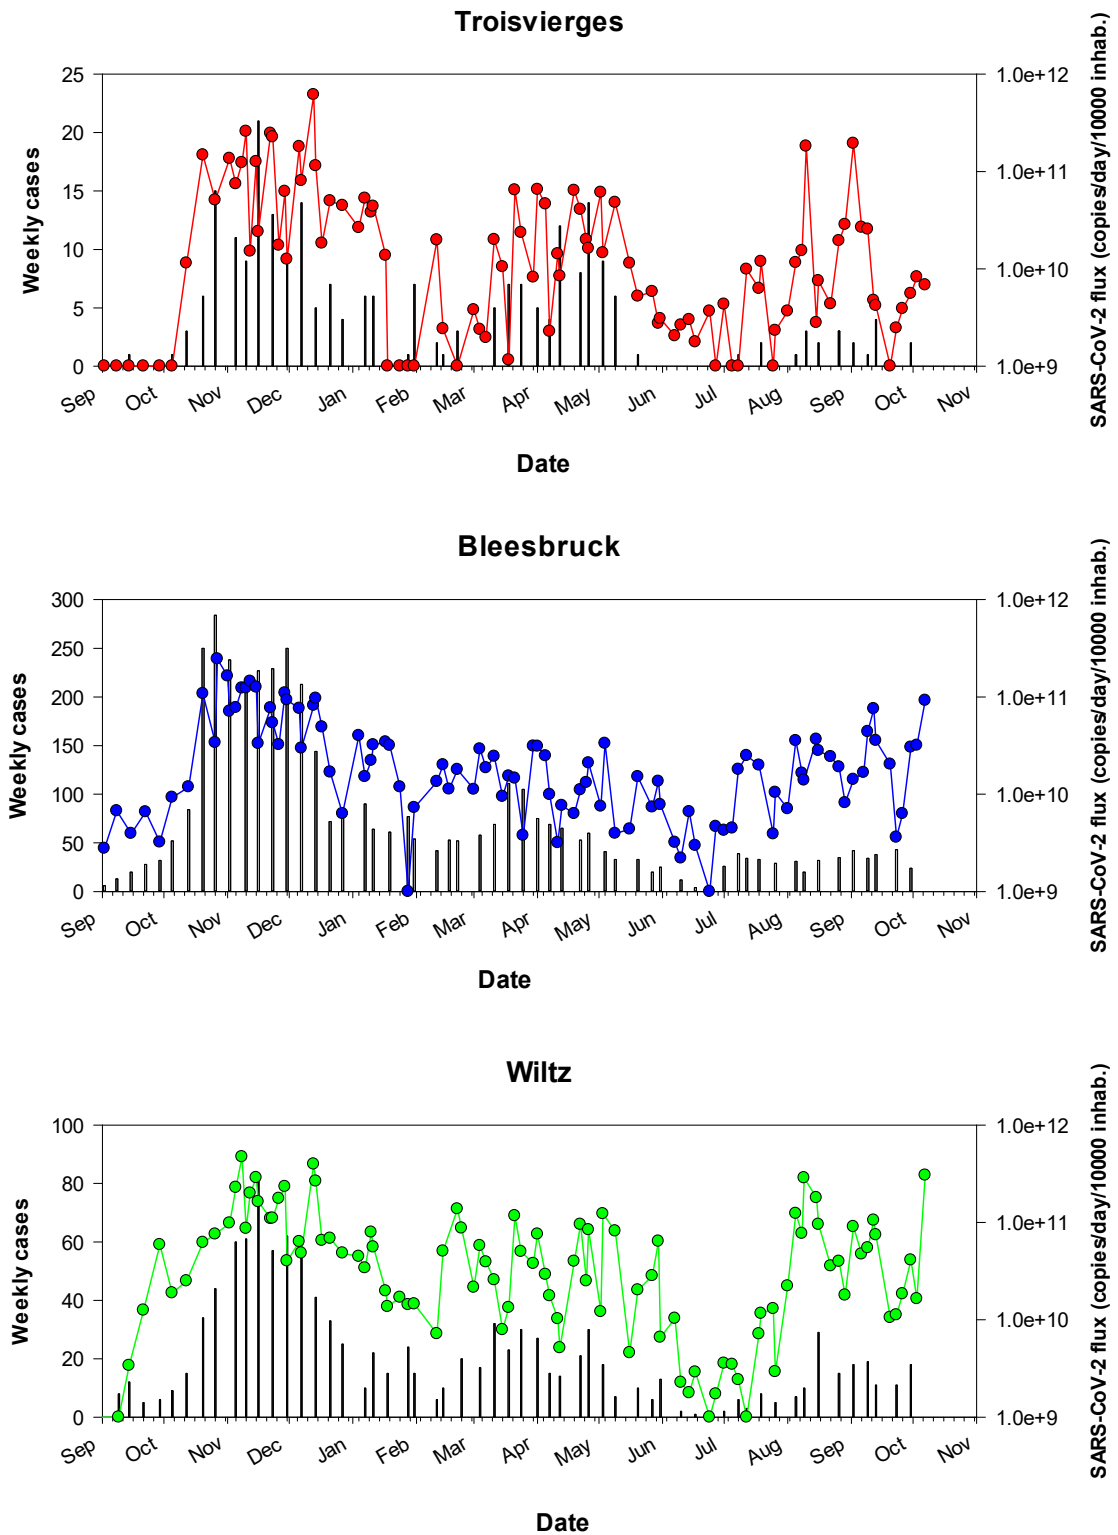 Troisvierges
25
20
15
10
5
0
1.0e+12
1.0e+11
1.0e+10
1.0e+9
Weekly cases
SARS-CoV-2 flux (copies/day/10000 inhab.)
Sep Oct Nov Dec Jan Feb Mar Apr May Jun Jul Aug Sep Oct Nov
Date
Bleesbruck
300
250
200
150
100
50
0
1.0e+12
1.0e+11
1.0e+10
1.0e+9
Weekly cases
SARS-CoV-2 flux (copies/day/10000 inhab.)
Sep Oct Nov Dec Jan Feb Mar Apr May Jun Jul Aug Sep Oct Nov
Date
Wiltz
100
80
60
40
20
0
1.0e+12
1.0e+11
1.0e+10
1.0e+9
Weekly cases
SARS-CoV-2 flux (copies/day/10000 inhab.)
Sep Oct Nov Dec Jan Feb Mar Apr May Jun Jul Aug Sep Oct Nov
Date